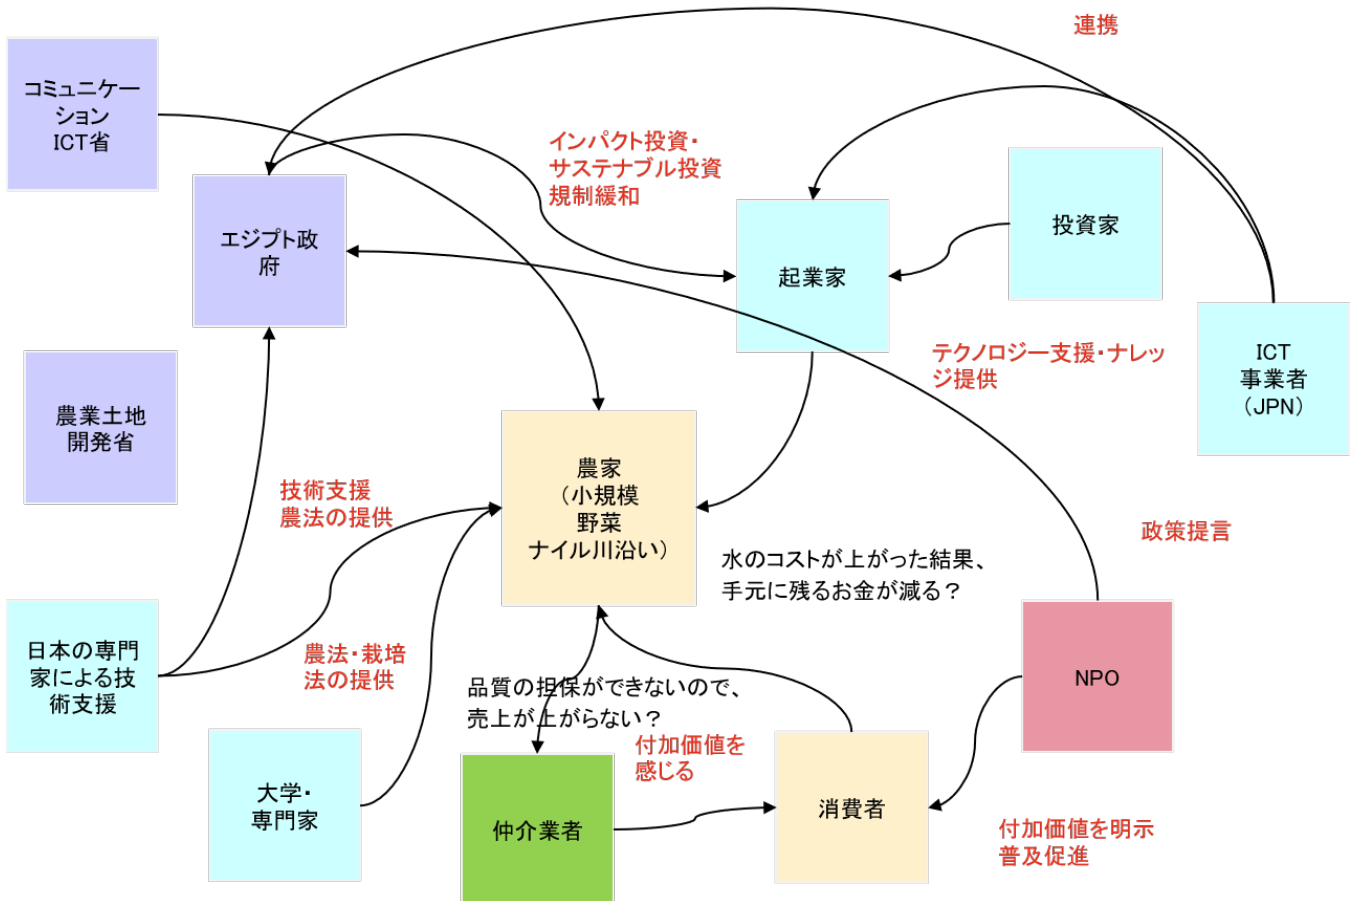 連携
コミュニケー
ション
ICT省
インパクト投資・
サステナブル投資
規制緩和
投資家
エジプト政
府
起業家
テクノロジー支援・ナレッ
ジ提供
ICT
事業者
（JPN）
農業土地
開発省
農家
（小規模
野菜
ナイル川沿い）
技術支援
農法の提供
政策提言
水のコストが上がった結果、
手元に残るお金が減る？
日本の専門
家による技
術支援
農法・栽培
法の提供
品質の担保ができないので、
売上が上がらない？
NPO
付加価値を
感じる
大学・
専門家
仲介業者
消費者
付加価値を明示
普及促進